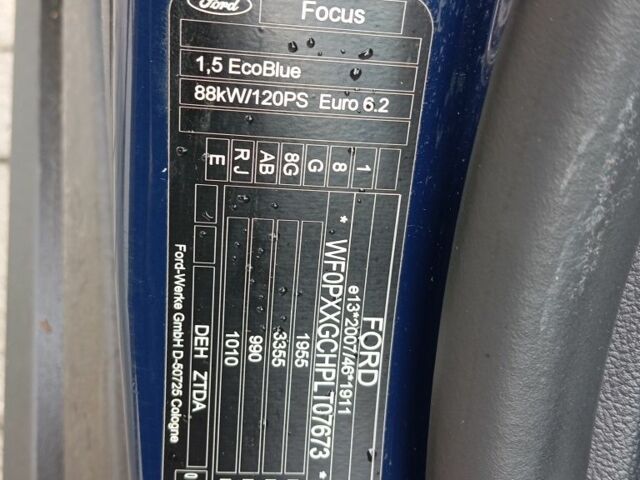 Ford
Focus
1,5 EcoBlue
88kW/120PS Euro 6.2
E RJ AB 8G G 8 1
FORD
e13*2007/46*1911
* WF0PXXGCHPLT07673 *
1955
3355
990
1010
DEH ZTDA
Ford-Werke GmbH D-50725 Cologne